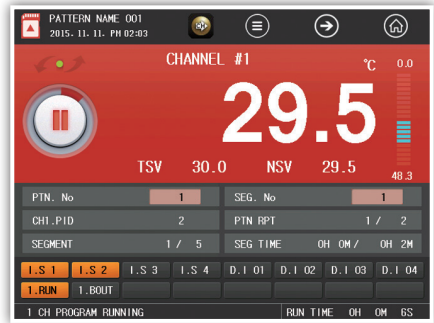 PATTERN NAME 001
2015. 11. 11. PM 02:03
CHANNEL #1
℃ 0.0
29.5
48.3
TSV 30.0 NSV 29.5
PTN. No 1 SEG. No 1
CH1.PID 2 PTN RPT 1 / 2
SEGMENT 1 / 5 SEG TIME 0H 0M / 0H 2M
I.S 1 I.S 2 I.S 3 I.S 4 D.I 01 D.I 02 D.I 03 D.I 04
1.RUN 1.BOUT
1 CH PROGRAM RUNNING RUN TIME 0H 0M 6S